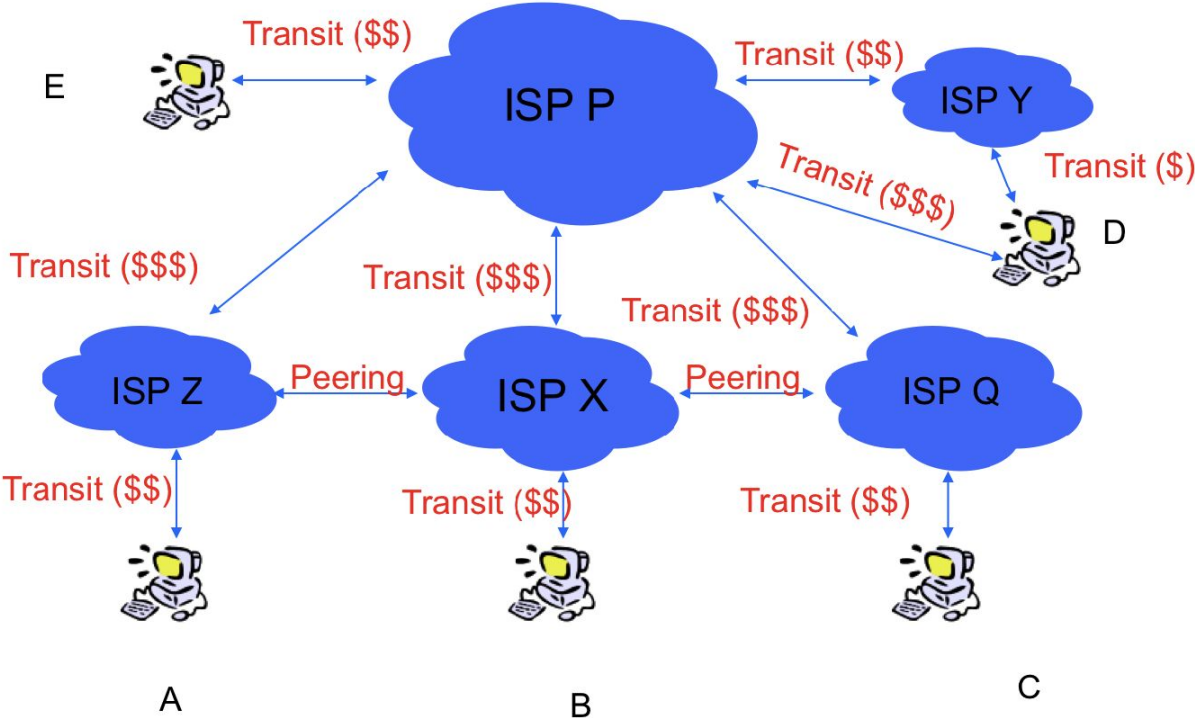 Transit ($$)
E
ISP P
Transit ($$)
ISP Y
Transit ($)
Transit ($$$)
D
Transit ($$$)
Transit ($$$)
Transit ($$$)
ISP Z
Peering
ISP X
Peering
ISP Q
Transit ($$)
Transit ($$)
Transit ($$)
A
B
C